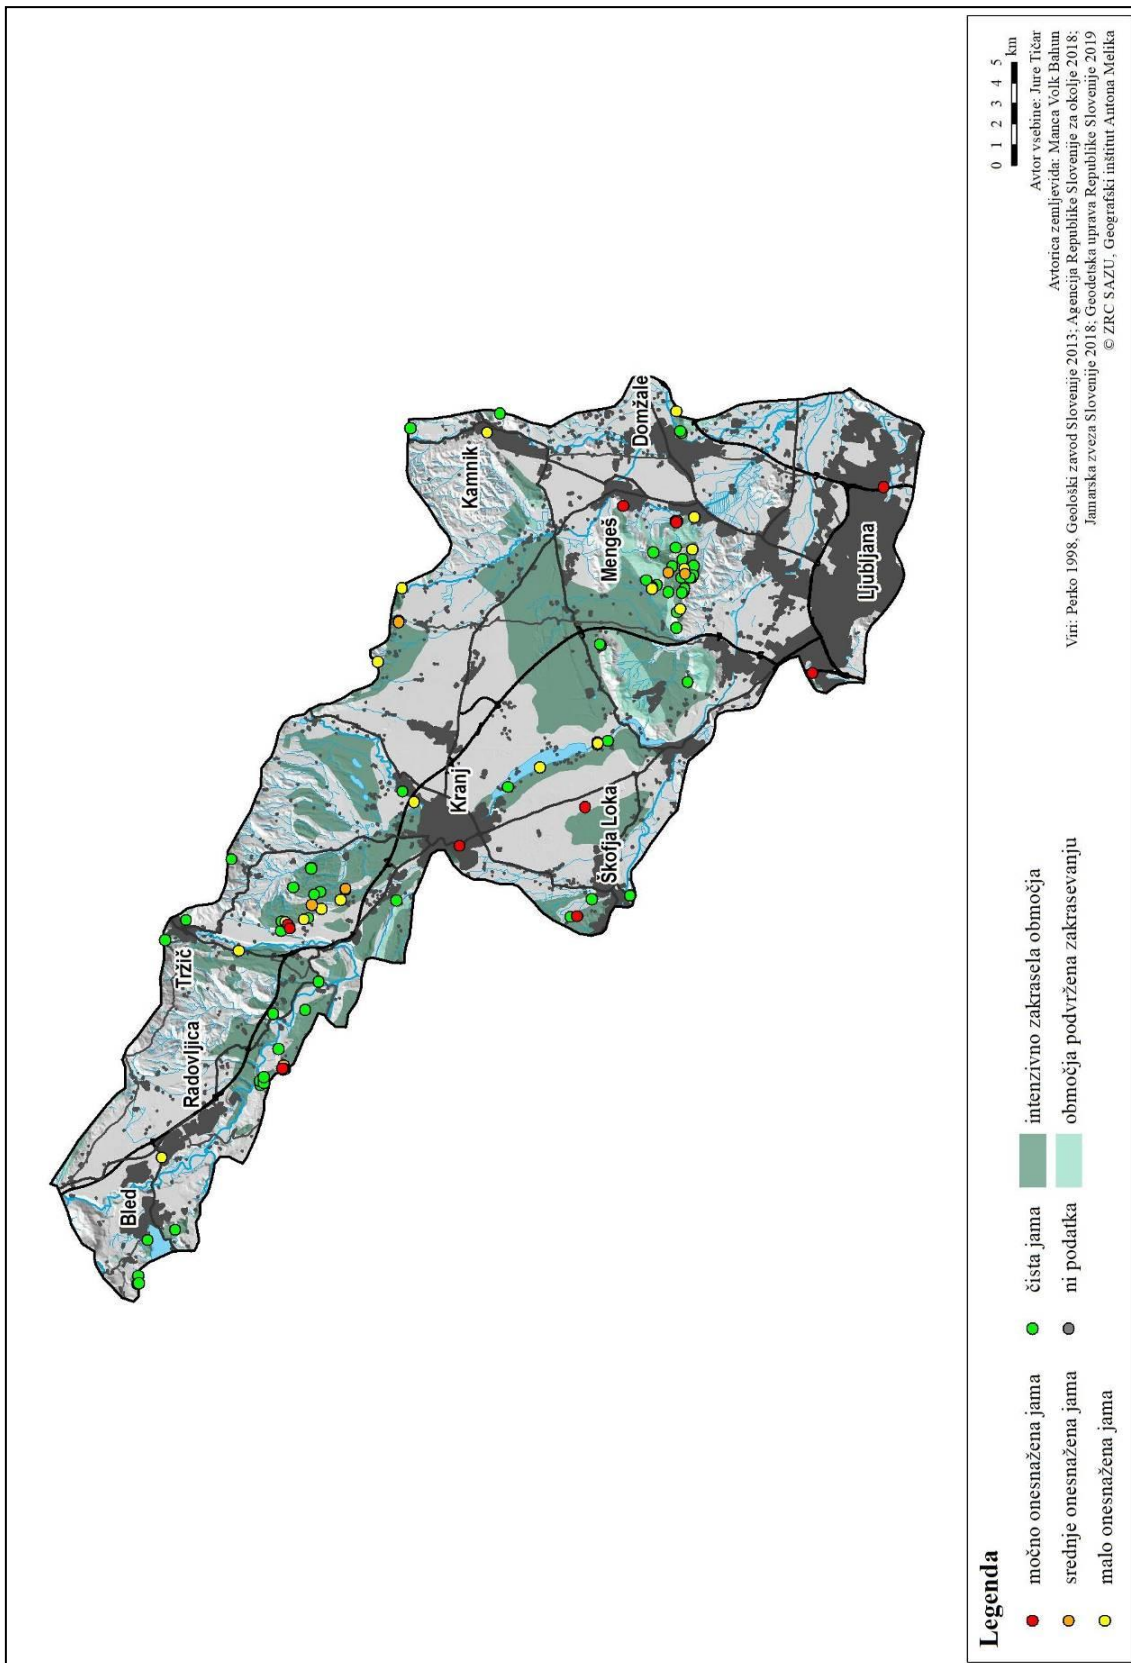 Bled
Radovljica
Tržič
Kranj
Škofja Loka
Kamnik
Mengeš
Domžale
Ljubljana
Legenda
močno onesnažena jama
srednje onesnažena jama
malo onesnažena jama
čista jama
ni podatka
intenzivno zakrasela območja
območja podvržena zakrasevanju
0 1 2 3 4 5
km
Avtor vsebine: Jure Tičar
Avtorica zemljevida: Manca Volk Bahun
Viri: Perko 1998, Geološki zavod Slovenije 2013; Agencija Republike Slovenije za okolje 2018;
Jamarska zveza Slovenije 2018; Geodetska uprava Republike Slovenije 2019
© ZRC SAZU, Geografski inštitut Antona Melika